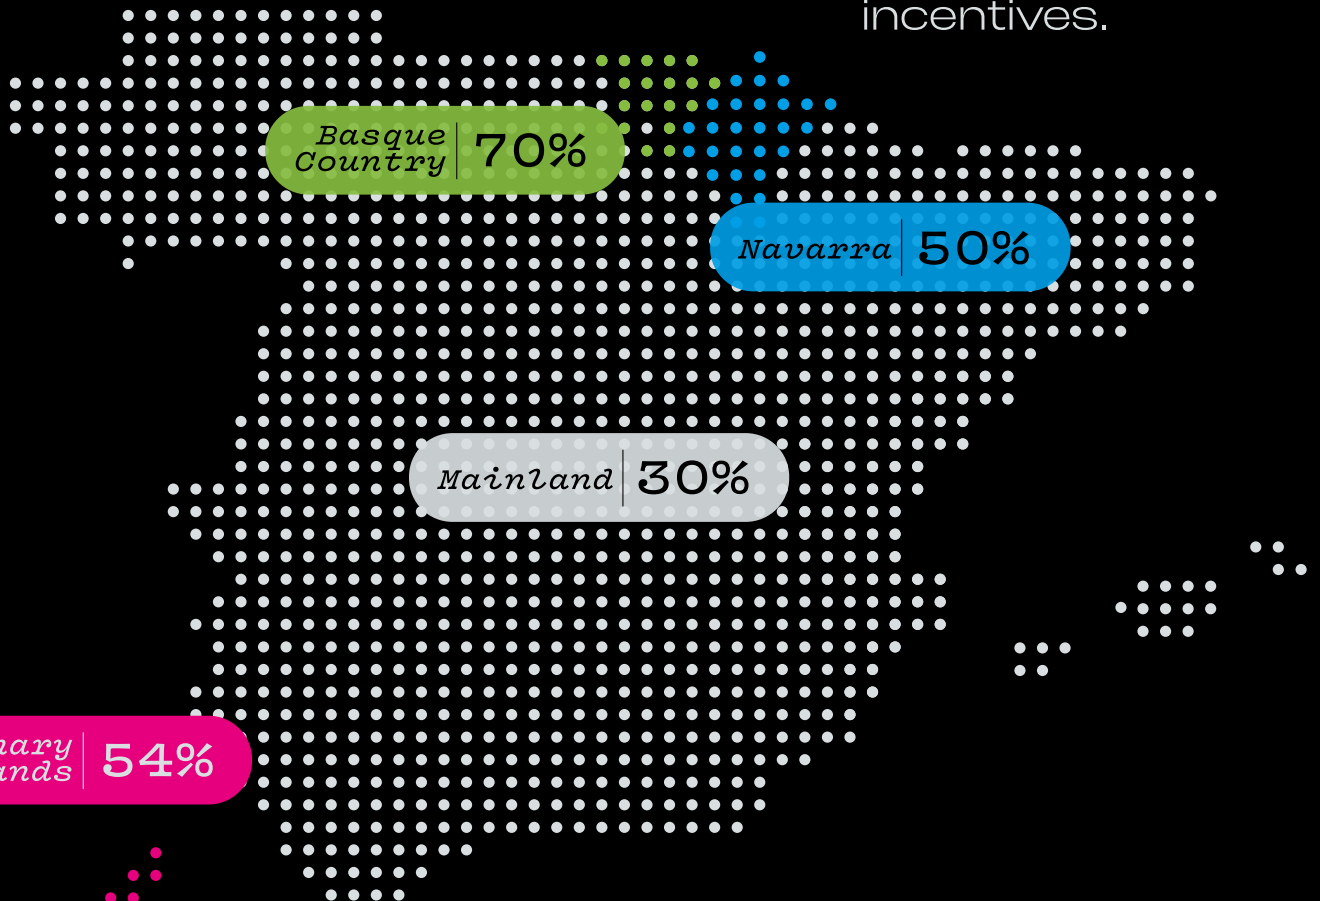 incentives.
Basque
Country
70%
Navarra
50%
Mainland
30%
54%